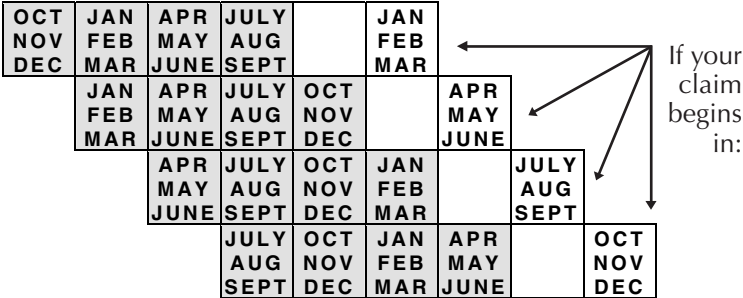 OCT JAN APR JULY JAN
NOV FEB MAY AUG FEB
DEC MAR JUNE SEPT MAR
JAN APR JULY OCT APR
FEB MAY AUG NOV MAY
MAR JUNE SEPT DEC JUNE
APR JULY OCT JAN JULY
MAY AUG NOV FEB AUG
JUNE SEPT DEC MAR SEPT
JULY OCT JAN APR OCT
AUG NOV FEB MAY NOV
SEPT DEC MAR JUNE DEC
If your
claim
begins
in: